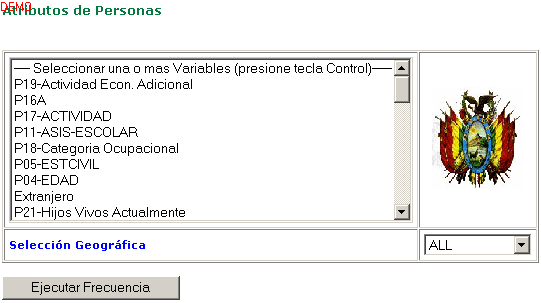 DEMO
Atributos de Personas
── Seleccionar una o mas Variables (presione tecla Control)──
P19-Actividad Econ. Adicional
P16A
P17-ACTIVIDAD
P11-ASIS-ESCOLAR
P18-Categoria Ocupacional
P05-ESTCIVIL
P04-EDAD
Extranjero
P21-Hijos Vivos Actualmente
Selección Geográfica
ALL
Ejecutar Frecuencia